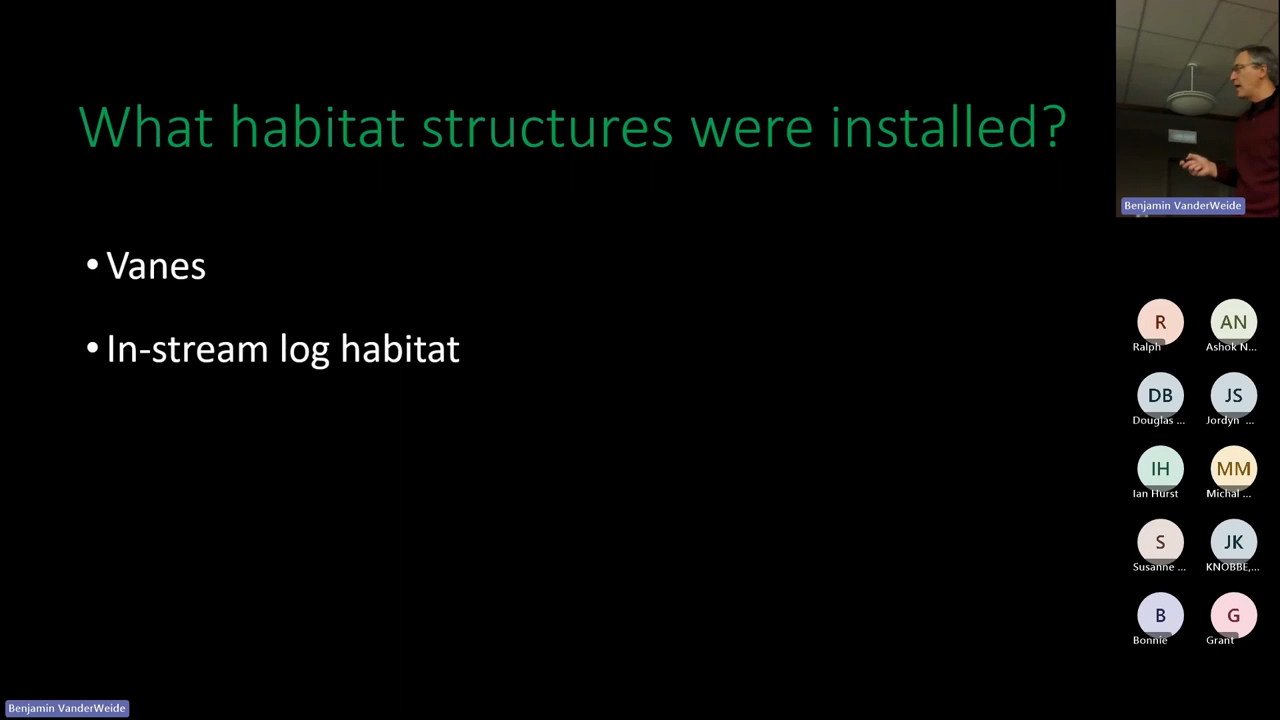 What habitat structures were installed?
• Vanes
• In-stream log habitat
Benjamin VanderWeide
R
Ralph
AN
Ashok N...
DB
Douglas ...
JS
Jordyn ...
IH
Ian Hurst
MM
Michal ...
S
Susanne ...
JK
KNOBBE,...
B
Bonnie
G
Grant
Benjamin VanderWeide